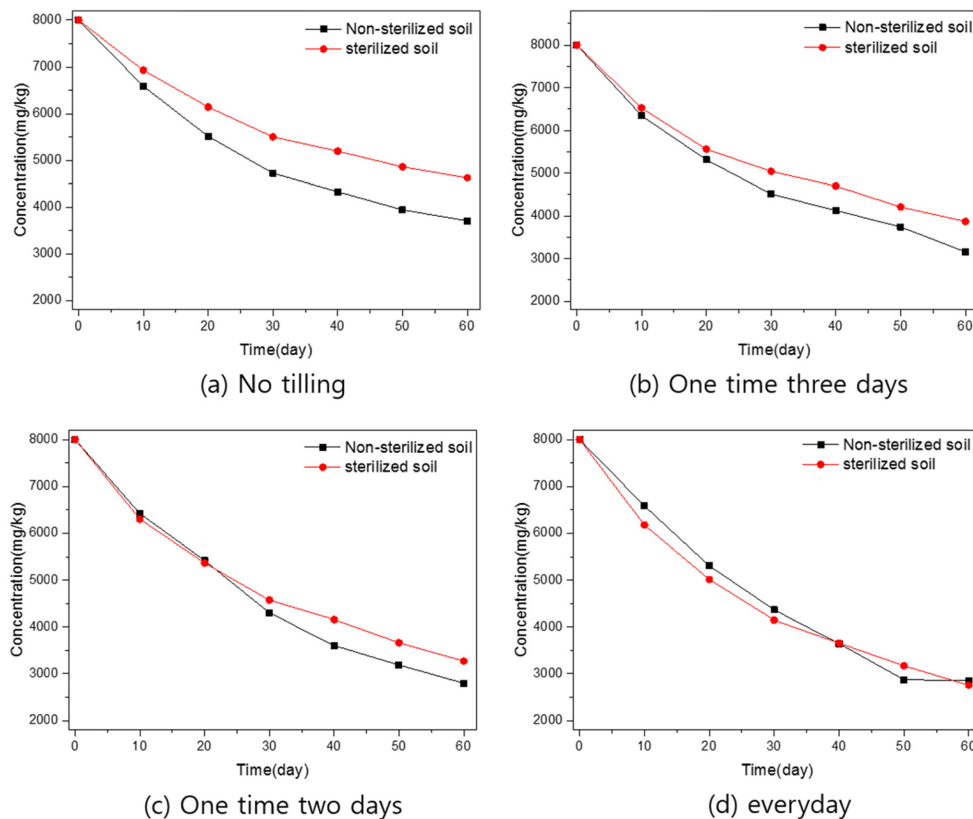 Non-sterilized soil
sterilized soil
Concentration(mg/kg)
8000
7000
6000
5000
4000
3000
2000
0 10 20 30 40 50 60
Time(day)
(a) No tilling
Non-sterilized soil
sterilized soil
Concentration(mg/kg)
8000
7000
6000
5000
4000
3000
2000
0 10 20 30 40 50 60
Time(day)
(b) One time three days
Non-sterilized soil
sterilized soil
Concentration(mg/kg)
8000
7000
6000
5000
4000
3000
2000
0 10 20 30 40 50 60
Time(day)
(c) One time two days
Non-sterilized soil
sterilized soil
Concentration(mg/kg)
8000
7000
6000
5000
4000
3000
2000
0 10 20 30 40 50 60
Time(day)
(d) everyday